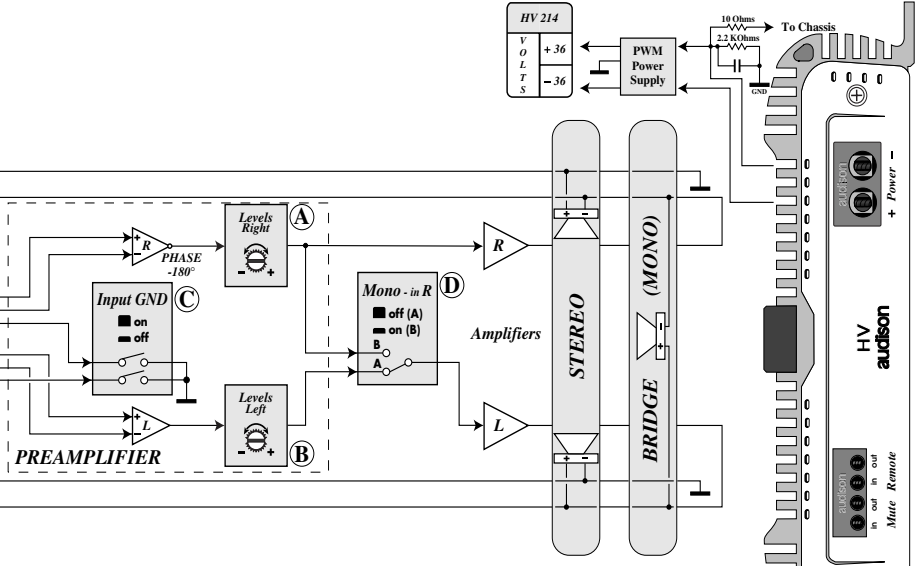 HV 214
VOLTS
+ 36
- 36
PWM
Power
Supply
10 Ohms
To Chassis
2.2 KOhms
GND
audison
+ Power −
Levels
Right
A
+
R
−
PHASE
-180°
− +
Input GND
C
on
off
Mono - in R
D
off (A)
on (B)
B
A
R
Amplifiers
STEREO
+ −
BRIDGE (MONO)
−
+
HV
audison
+
L
−
Levels
Left
B
− +
L
+ −
PREAMPLIFIER
audison
in out in out
Mute Remote